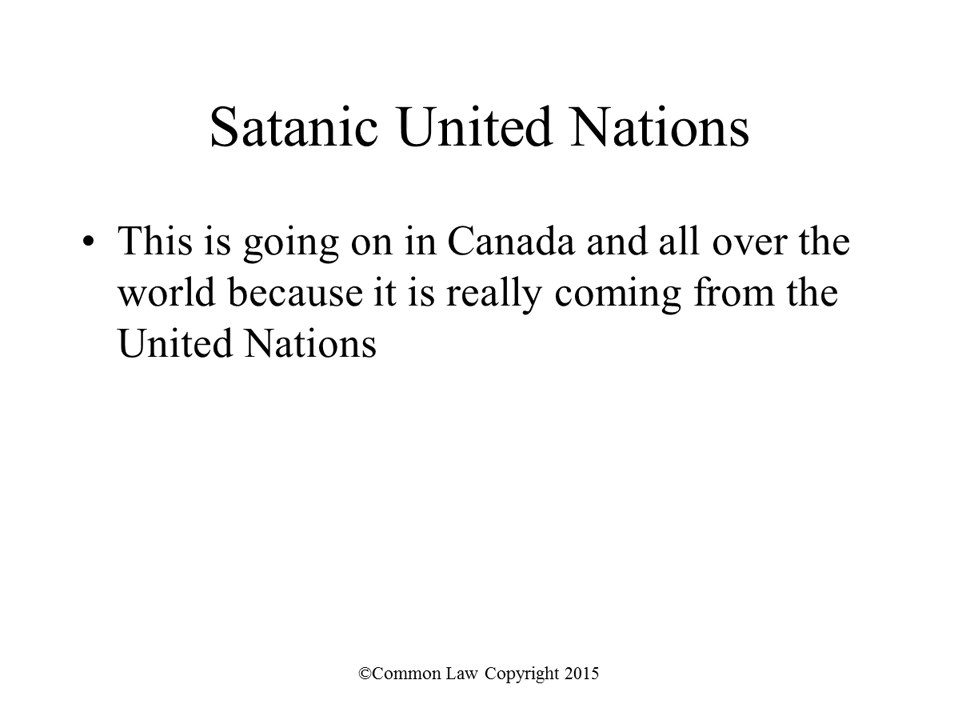 Satanic United Nations
• This is going on in Canada and all over the
world because it is really coming from the
United Nations
©Common Law Copyright 2015